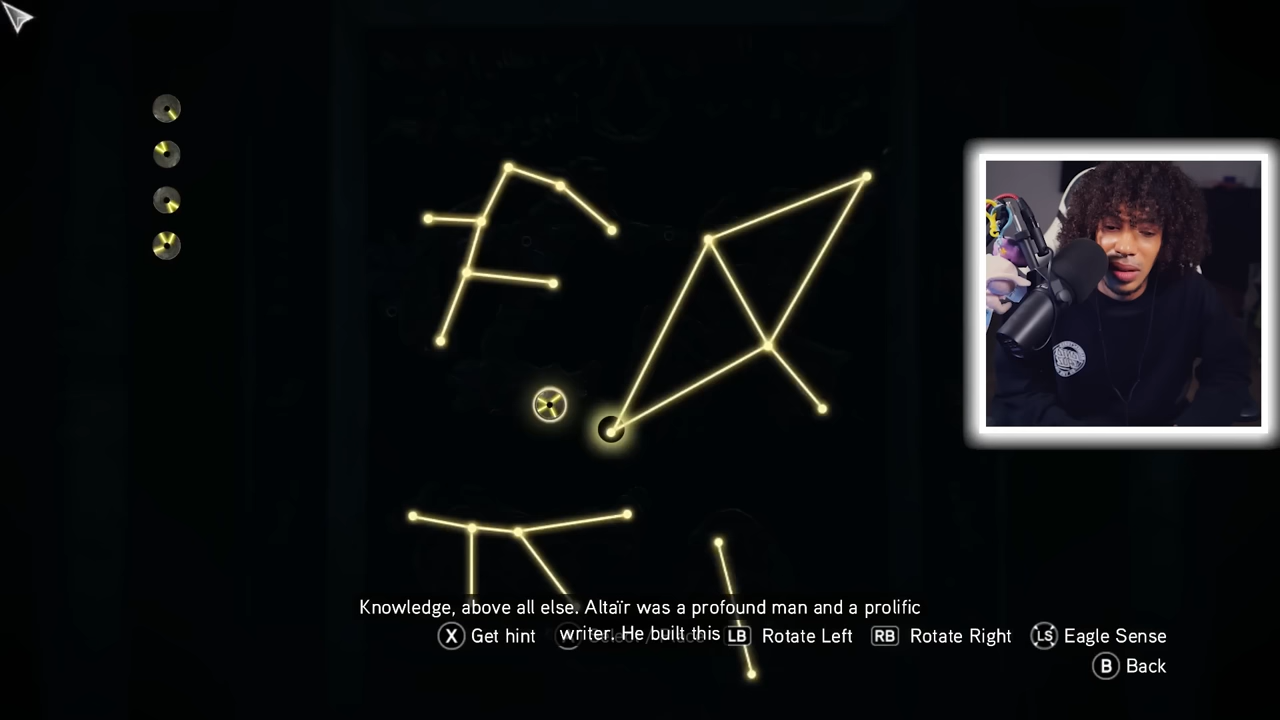 Knowledge, above all else. Altaïr was a profound man and a prolific
writer. He built this
X Get hint LB Rotate Left RB Rotate Right LS Eagle Sense
B Back